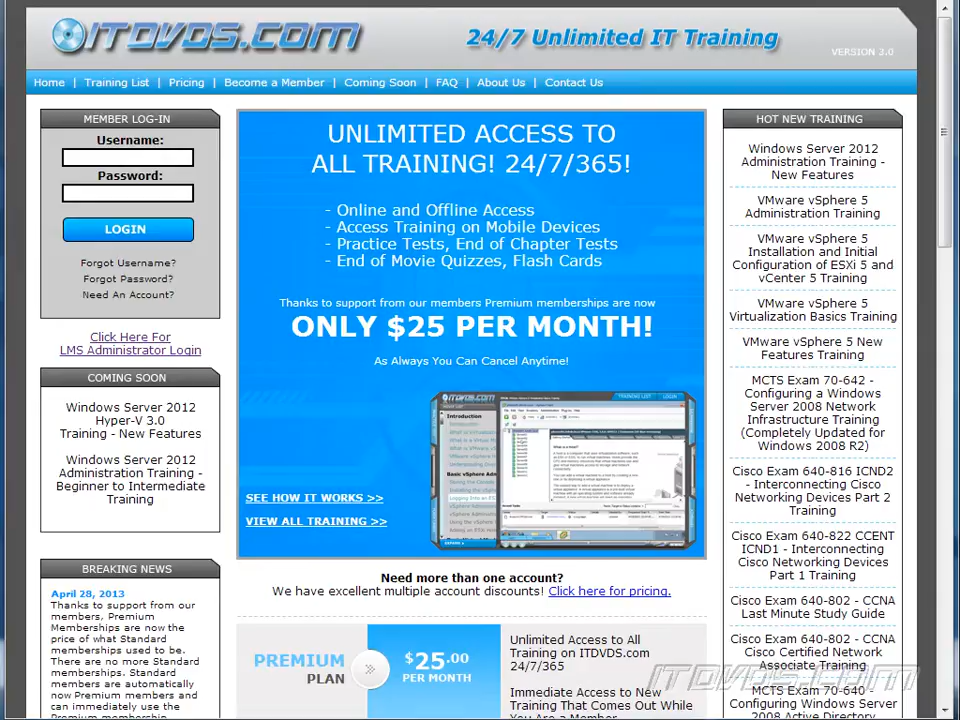 ITDVDS.COM
24/7 Unlimited IT Training
VERSION 3.0
Home | Training List | Pricing | Become a Member | Coming Soon | FAQ | About Us | Contact Us
MEMBER LOG-IN
Username:
Password:
LOGIN
Forgot Username?
Forgot Password?
Need An Account?
Click Here For
LMS Administrator Login
COMING SOON
Windows Server 2012
Hyper-V 3.0
Training - New Features
Windows Server 2012
Administration Training -
Beginner to Intermediate
Training
BREAKING NEWS
April 28, 2013
Thanks to support from our
members, Premium
Memberships are now the
price of what Standard
memberships used to be.
There are no more Standard
memberships. Standard
members are automatically
now Premium members and
can immediately use the
Premium membership
UNLIMITED ACCESS TO
ALL TRAINING! 24/7/365!
- Online and Offline Access
- Access Training on Mobile Devices
- Practice Tests, End of Chapter Tests
- End of Movie Quizzes, Flash Cards
Thanks to support from our members Premium memberships are now
ONLY $25 PER MONTH!
As Always You Can Cancel Anytime!
SEE HOW IT WORKS >>
VIEW ALL TRAINING >>
ITDVDS.COM
TRAINING LIST
LOGIN
Introduction
Need more than one account?
We have excellent multiple account discounts! Click here for pricing.
PREMIUM
PLAN
$25.00
PER MONTH
Unlimited Access to All
Training on ITDVDS.com
24/7/365
Immediate Access to New
Training That Comes Out While
You Are a Member
HOT NEW TRAINING
Windows Server 2012
Administration Training -
New Features
VMware vSphere 5
Administration Training
VMware vSphere 5
Installation and Initial
Configuration of ESXi 5 and
vCenter 5 Training
VMware vSphere 5
Virtualization Basics Training
VMware vSphere 5 New
Features Training
MCTS Exam 70-642 -
Configuring a Windows
Server 2008 Network
Infrastructure Training
(Completely Updated for
Windows 2008 R2)
Cisco Exam 640-816 ICND2
- Interconnecting Cisco
Networking Devices Part 2
Training
Cisco Exam 640-822 CCENT
ICND1 - Interconnecting
Cisco Networking Devices
Part 1 Training
Cisco Exam 640-802 - CCNA
Last Minute Study Guide
Cisco Exam 640-802 - CCNA
Cisco Certified Network
Associate Training
MCTS Exam 70-640 -
Configuring Windows
Server 2008 Active Directory
ITDVDS.COM